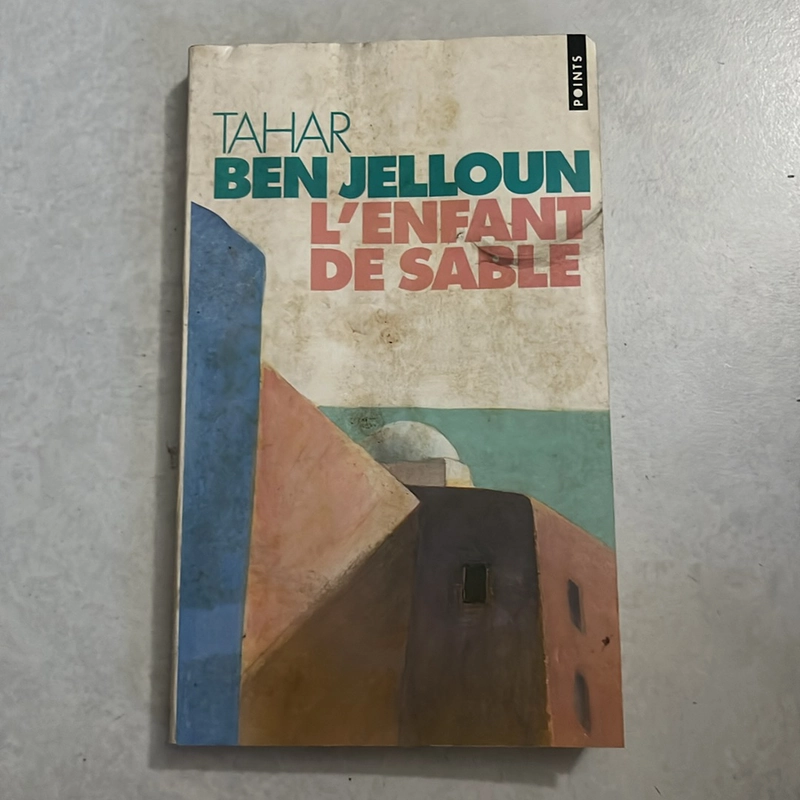 POINTS
TAHAR
BEN JELLOUN
L'ENFANT
DE SABLE